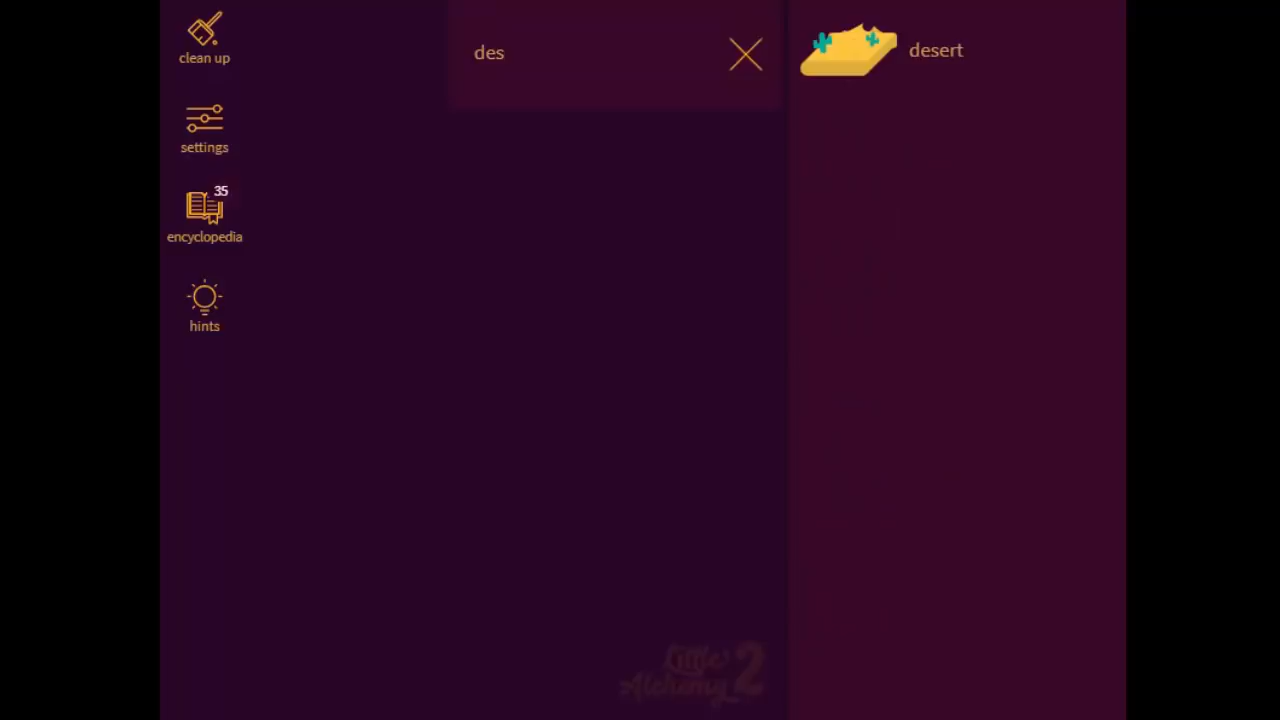 clean up
des
desert
settings
35
encyclopedia
hints
Little
Alchemy 2